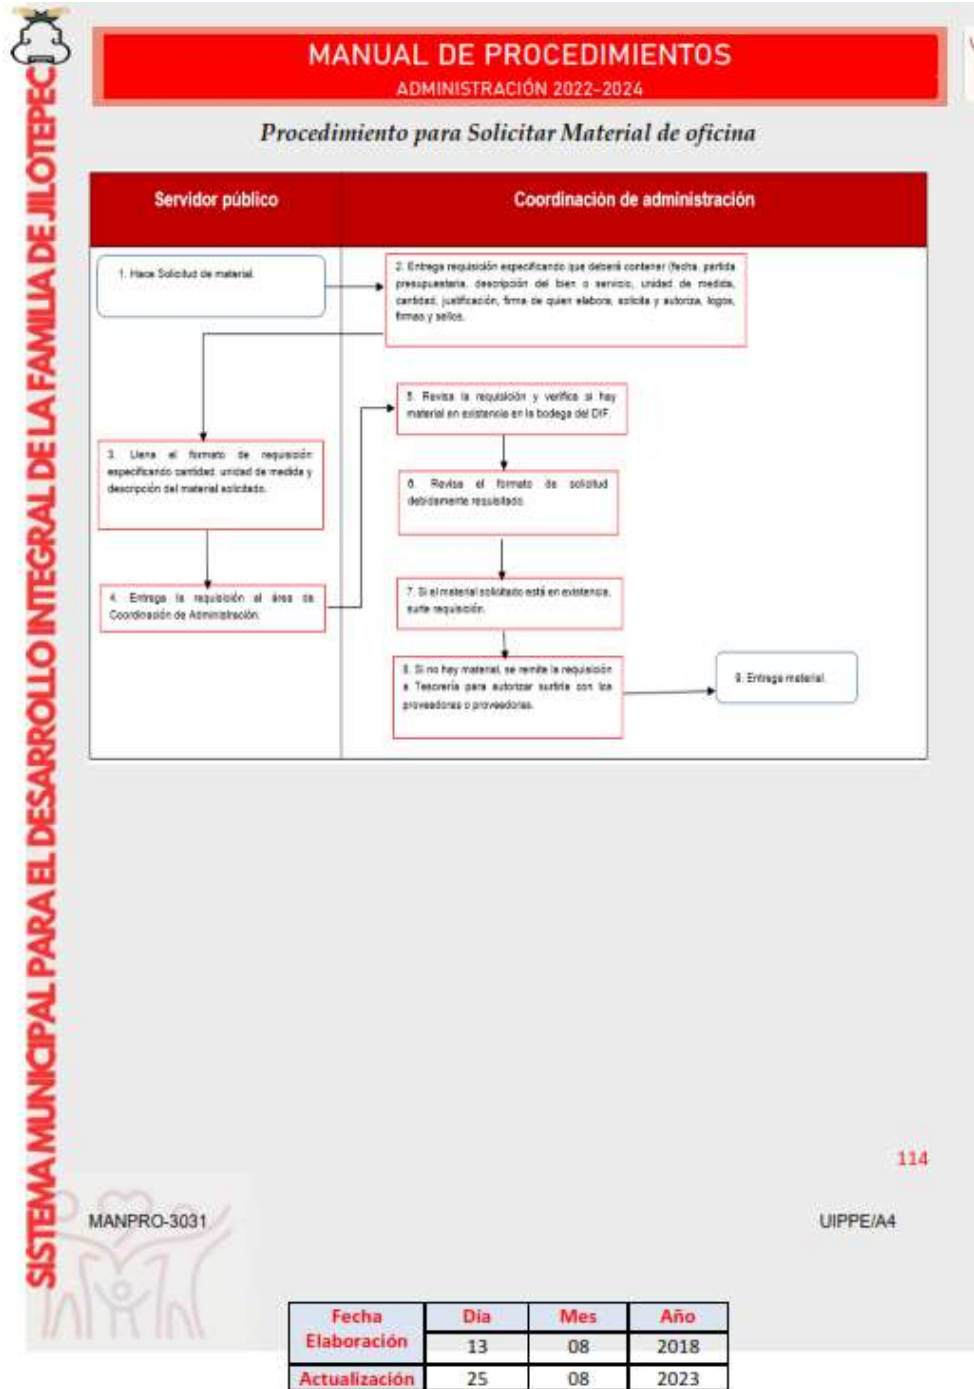 SISTEMA MUNICIPAL PARA EL DESARROLLO INTEGRAL DE LA FAMILIA DE JILOTEPEC
MANUAL DE PROCEDIMIENTOS
ADMINISTRACIÓN 2022-2024
Procedimiento para Solicitar Material de oficina
Servidor público
Coordinación de administración
1. Hace Solicitud de material.
2. Entrega requisición especificando que deberá contener (fecha, partida
presupuestaria, descripción del bien o servicio, unidad de medida,
cantidad, justificación, firma de quien elabora, solicita y autoriza, logos,
firmas y sellos.
3. Llena el formato de requisición
especificando cantidad, unidad de medida y
descripción del material solicitado.
4. Entrega la requisición al área de
Coordinación de Administración.
5. Revisa la requisición y verifica si hay
material en existencia en la bodega del DIF.
6. Revisa el formato de solicitud
debidamente requisitado.
7. Si el material solicitado está en existencia,
surte requisición.
8. Si no hay material, se remite la requisición
a Tesorería para autorizar surtirla con los
proveedoras o proveedoras.
9. Entrega material.
114
MANPRO-3031
UIPPE/A4
Fecha Día Mes Año
Elaboración 13 08 2018
Actualización 25 08 2023